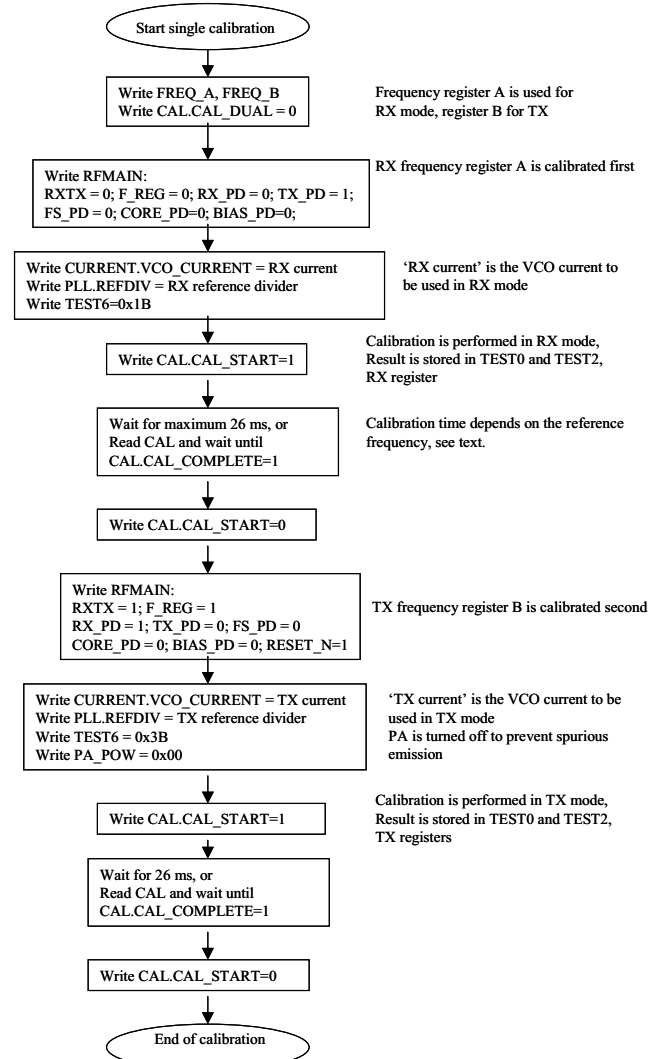 Start single calibration
Write FREQ_A, FREQ_B
Write CAL.CAL_DUAL = 0
Frequency register A is used for
RX mode, register B for TX
Write RFMAIN:
RXTX = 0; F_REG = 0; RX_PD = 0; TX_PD = 1;
FS_PD = 0; CORE_PD=0; BIAS_PD=0;
RX frequency register A is calibrated first
Write CURRENT.VCO_CURRENT = RX current
Write PLL.REFDIV = RX reference divider
Write TEST6=0x1B
‘RX current’ is the VCO current to
be used in RX mode
Write CAL.CAL_START=1
Calibration is performed in RX mode,
Result is stored in TEST0 and TEST2,
RX register
Wait for maximum 26 ms, or
Read CAL and wait until
CAL.CAL_COMPLETE=1
Calibration time depends on the reference
frequency, see text.
Write CAL.CAL_START=0
Write RFMAIN:
RXTX = 1; F_REG = 1
RX_PD = 1; TX_PD = 0; FS_PD = 0
CORE_PD = 0; BIAS_PD = 0; RESET_N=1
TX frequency register B is calibrated second
Write CURRENT.VCO_CURRENT = TX current
Write PLL.REFDIV = TX reference divider
Write TEST6 = 0x3B
Write PA_POW = 0x00
‘TX current’ is the VCO current to be
used in TX mode
PA is turned off to prevent spurious
emission
Write CAL.CAL_START=1
Calibration is performed in TX mode,
Result is stored in TEST0 and TEST2,
TX registers
Wait for 26 ms, or
Read CAL and wait until
CAL.CAL_COMPLETE=1
Write CAL.CAL_START=0
End of calibration